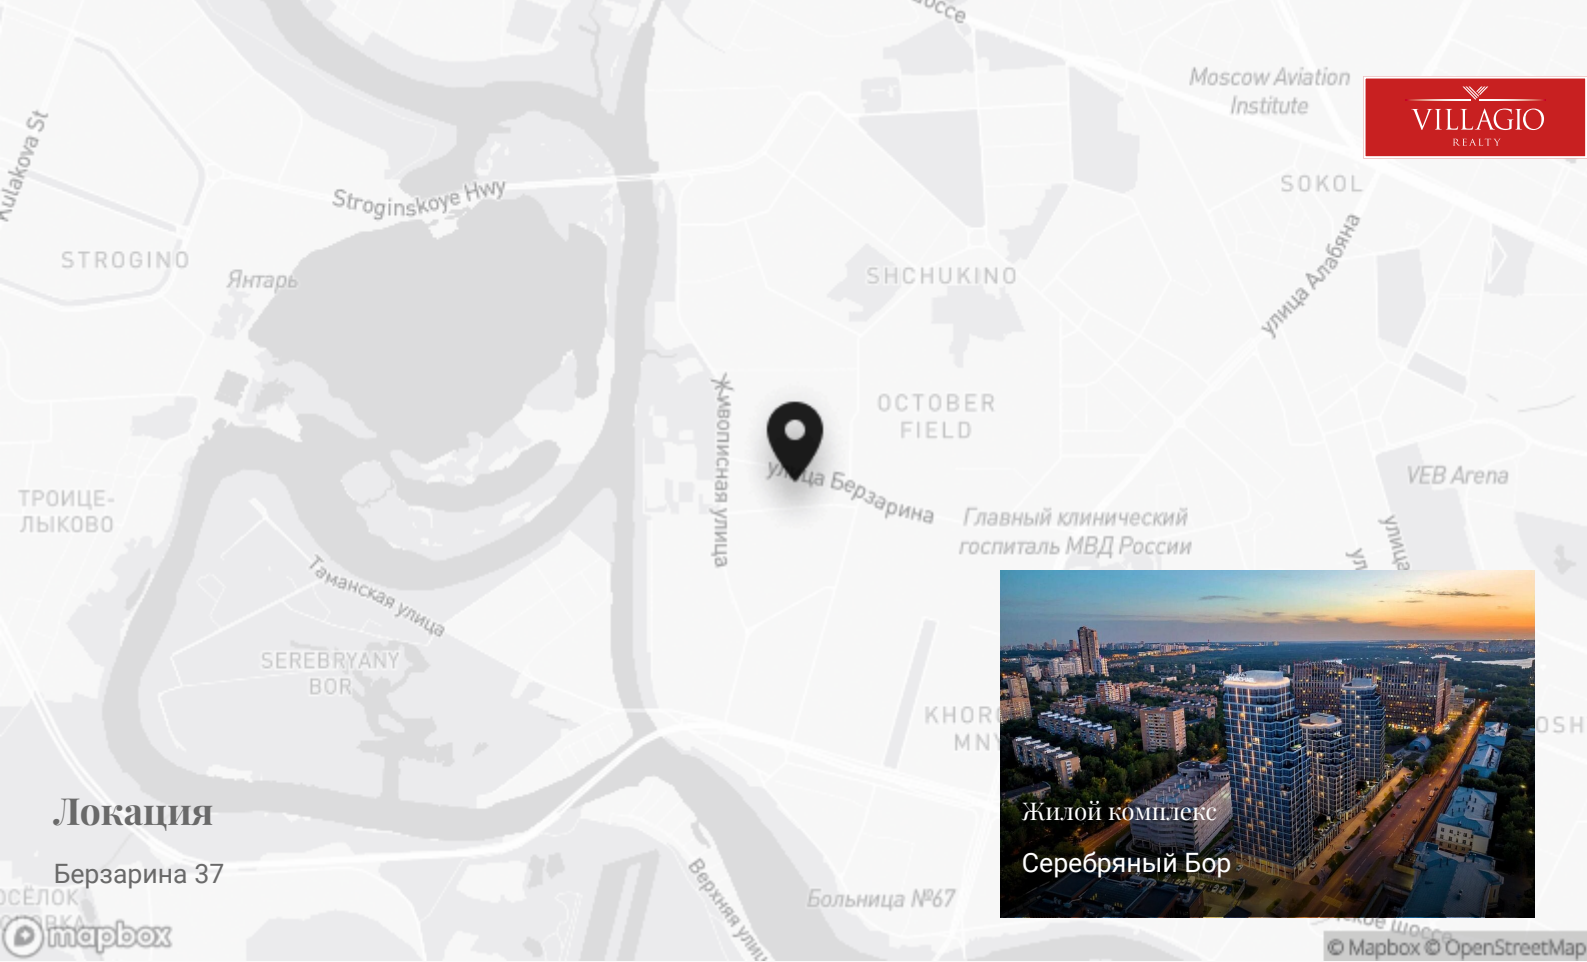 шоссе
Moscow Aviation
Institute
VILLAGIO
REALTY
Kulakova St
Stroginskoye Hwy
SOKOL
STROGINO
Янтарь
SHCHUKINO
улица Алабяна
Живописная улица
OCTOBER
FIELD
улица Берзарина
VEB Arena
ТРОИЦЕ-
ЛЫКОВО
Главный клинический
госпиталь МВД России
улица
Таманская улица
SEREBRYANY
BOR
Локация
Берзарина 37
Жилой комплекс
Серебряный Бор
Верхняя
Больница №67
mapbox
© Mapbox © OpenStreetMap